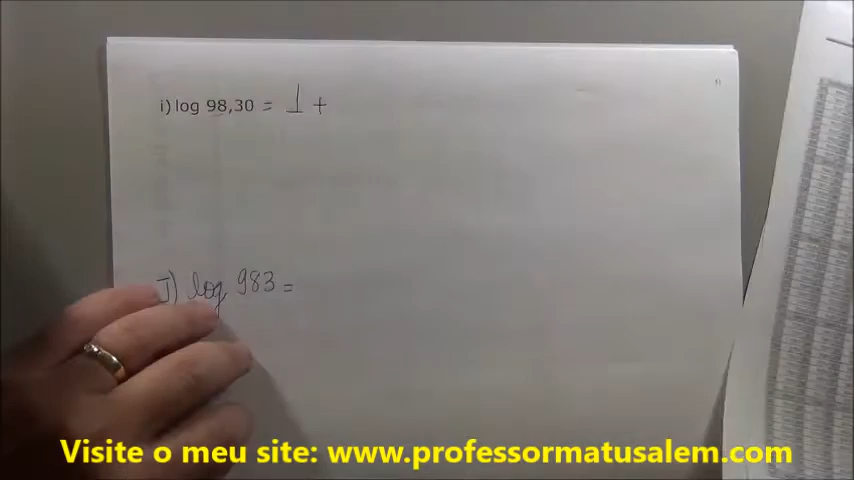 i) log 98,30 = 1 +
J) log 983 =
Visite o meu site: www.professormatusalem.com